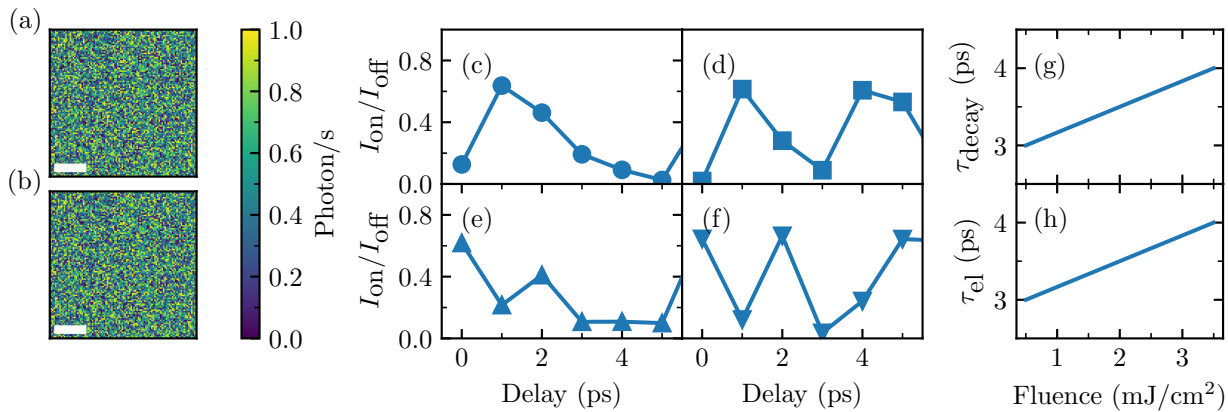 (a)
(b)
1.0
0.8
0.6
0.4
0.2
0.0
Photon/s
I_on/I_off
0.8
0.4
0.0
(c)
(d)
I_on/I_off
0.8
0.4
0.0
(e)
(f)
0 2 4
Delay (ps)
0 2 4
Delay (ps)
τ_decay (ps)
4
3
(g)
τ_el (ps)
4
3
(h)
1 2 3
Fluence (mJ/cm²)